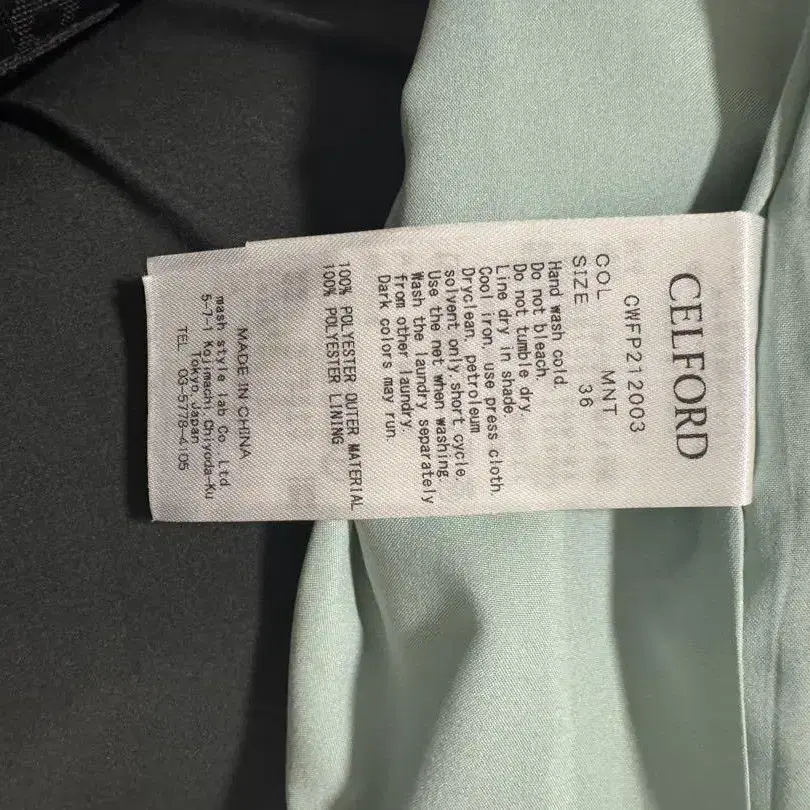 CELFORD
CWFP212003
COL MNT
SIZE 36
Hand wash cold.
Do not bleach.
Do not tumble dry.
Line dry in shade.
Cool iron, use press cloth.
Dryclean, petroleum
solvent only,short cycle.
Use the net when washing.
Wash the laundry separately
from other laundry.
Dark colors may run.
100% POLYESTER OUTER MATERIAL
100% POLYESTER LINING
MADE IN CHINA
mash style lab Co.,Ltd
5-7-1 Kojimachi,Chiyoda-Ku
Tokyo,Japan
TEL 03-5778-4105